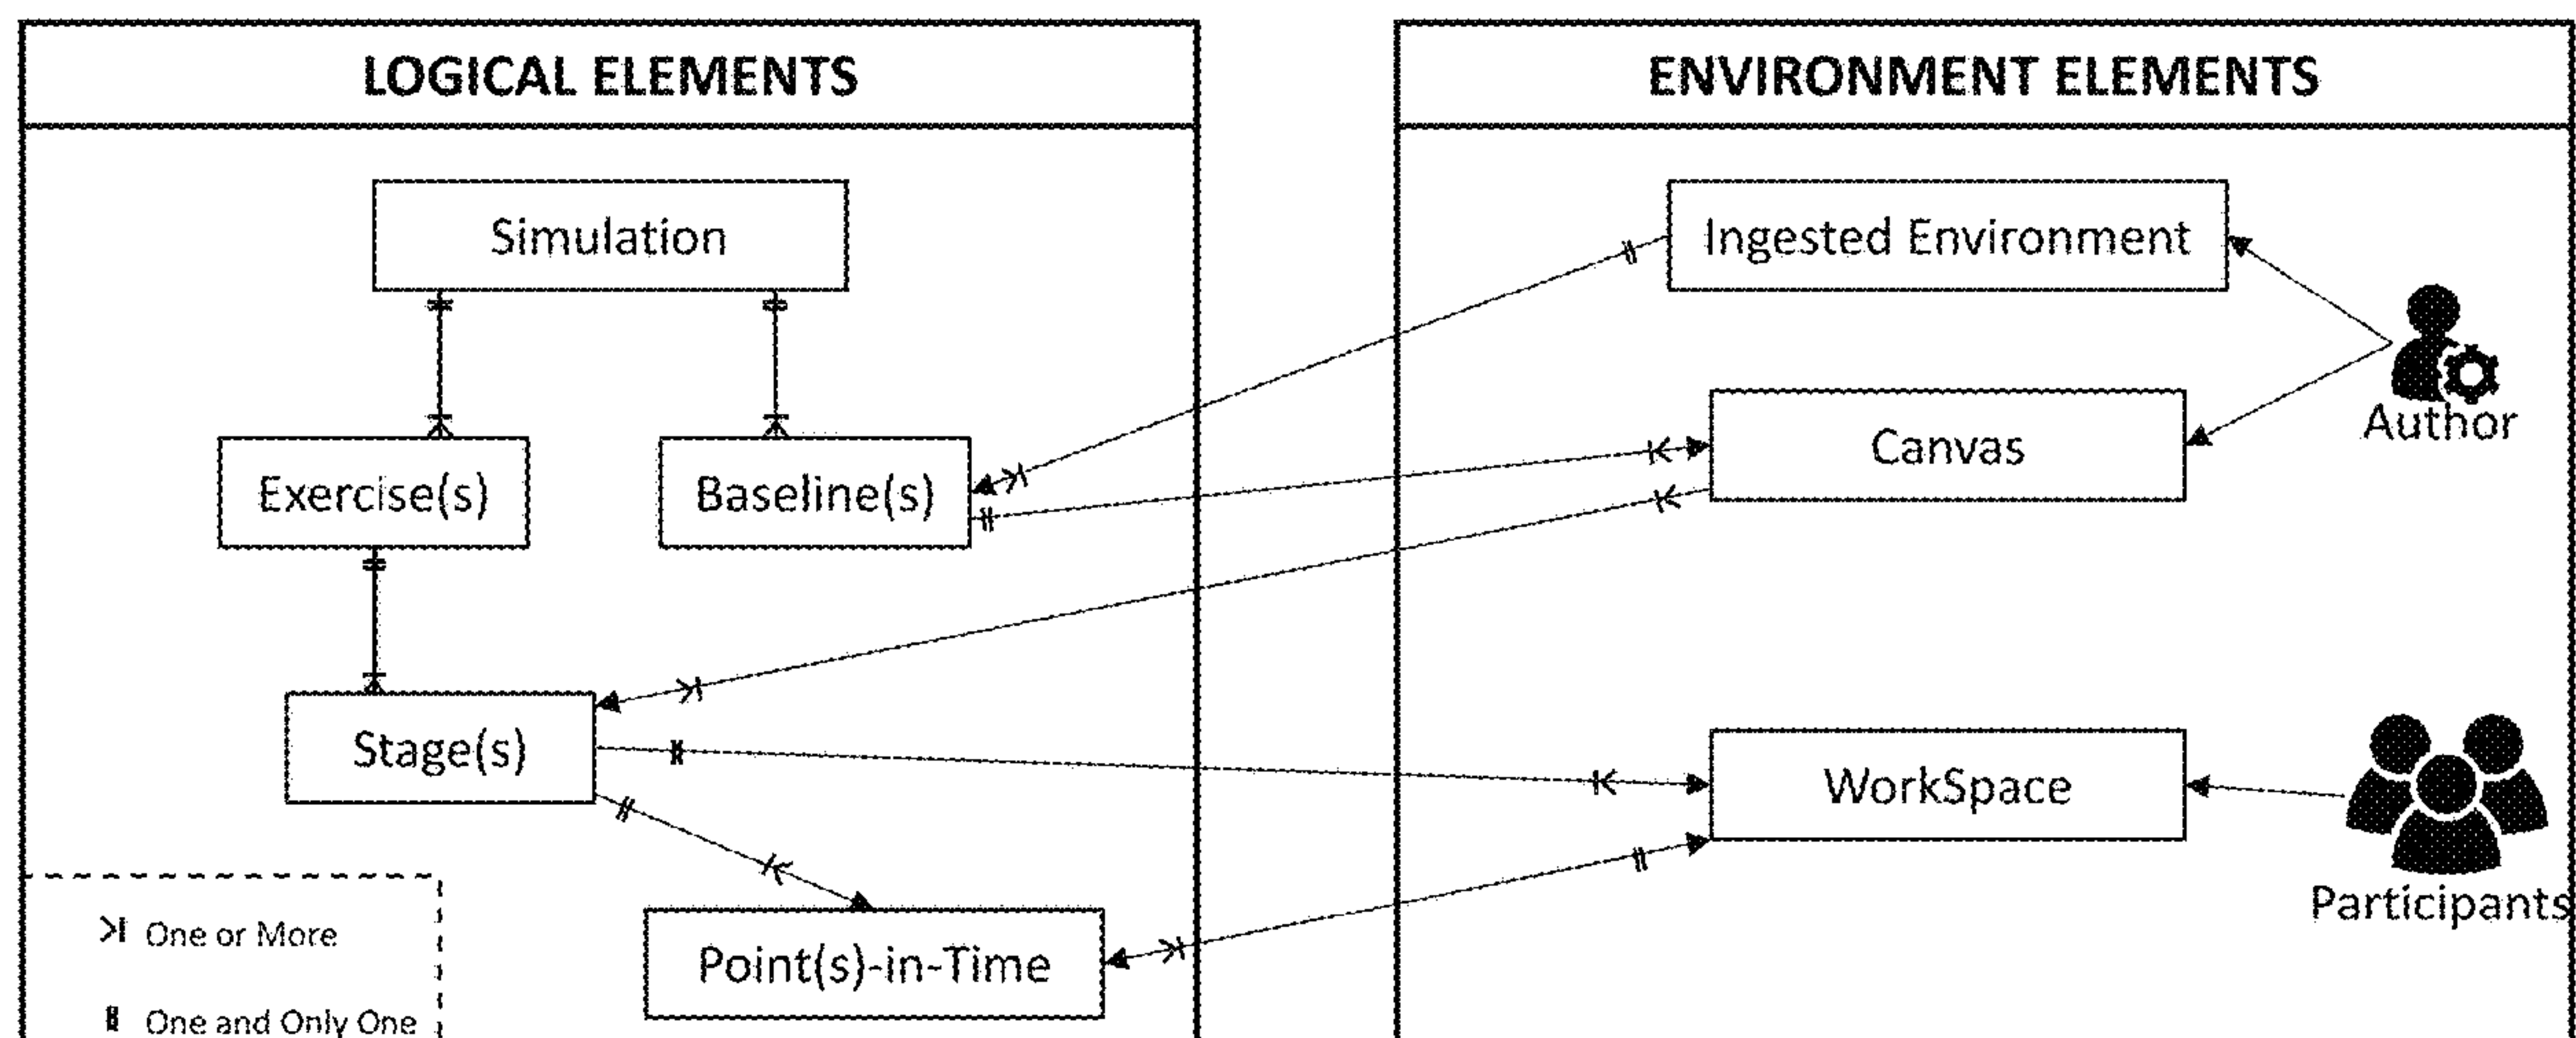 LOGICAL ELEMENTS
Simulation
Exercise(s)
Baseline(s)
Stage(s)
Point(s)-in-Time
One or More
One and Only One
ENVIRONMENT ELEMENTS
Ingested Environment
Canvas
Author
WorkSpace
Participants